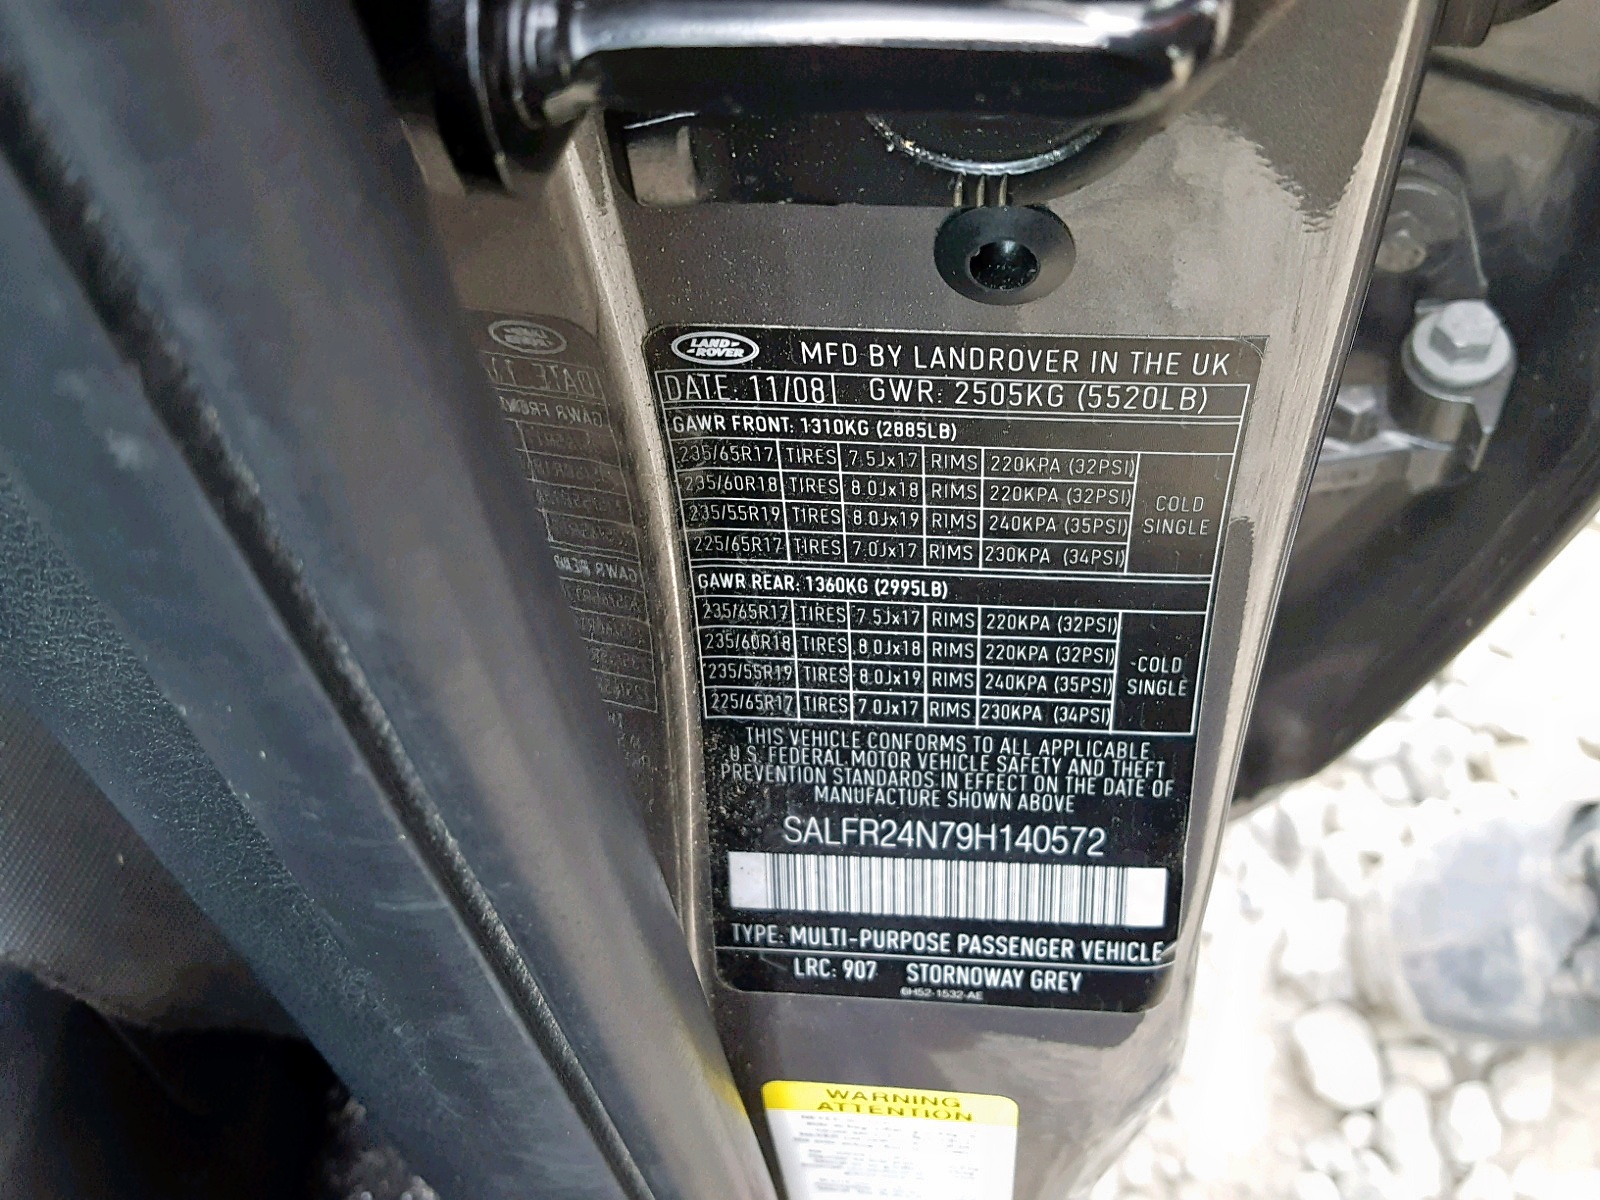 LAND-
-ROVER
MFD BY LANDROVER IN THE UK
DATE: 11/08 GWR: 2505KG (5520LB)
GAWR FRONT: 1310KG (2885LB)
235/65R17 TIRES 7.5Jx17 RIMS 220KPA (32PSI)
235/60R18 TIRES 8.0Jx18 RIMS 220KPA (32PSI)
235/55R19 TIRES 8.0Jx19 RIMS 240KPA (35PSI)
225/65R17 TIRES 7.0Jx17 RIMS 230KPA (34PSI)
COLD
SINGLE
GAWR REAR: 1360KG (2995LB)
235/65R17 TIRES 7.5Jx17 RIMS 220KPA (32PSI)
235/60R18 TIRES 8.0Jx18 RIMS 220KPA (32PSI)
235/55R19 TIRES 8.0Jx19 RIMS 240KPA (35PSI)
225/65R17 TIRES 7.0Jx17 RIMS 230KPA (34PSI)
COLD
SINGLE
THIS VEHICLE CONFORMS TO ALL APPLICABLE
U.S. FEDERAL MOTOR VEHICLE SAFETY AND THEFT
PREVENTION STANDARDS IN EFFECT ON THE DATE OF
MANUFACTURE SHOWN ABOVE
SALFR24N79H140572
TYPE: MULTI-PURPOSE PASSENGER VEHICLE
LRC: 907 STORNOWAY GREY
6H52-1532-AE
WARNING
ATTENTION